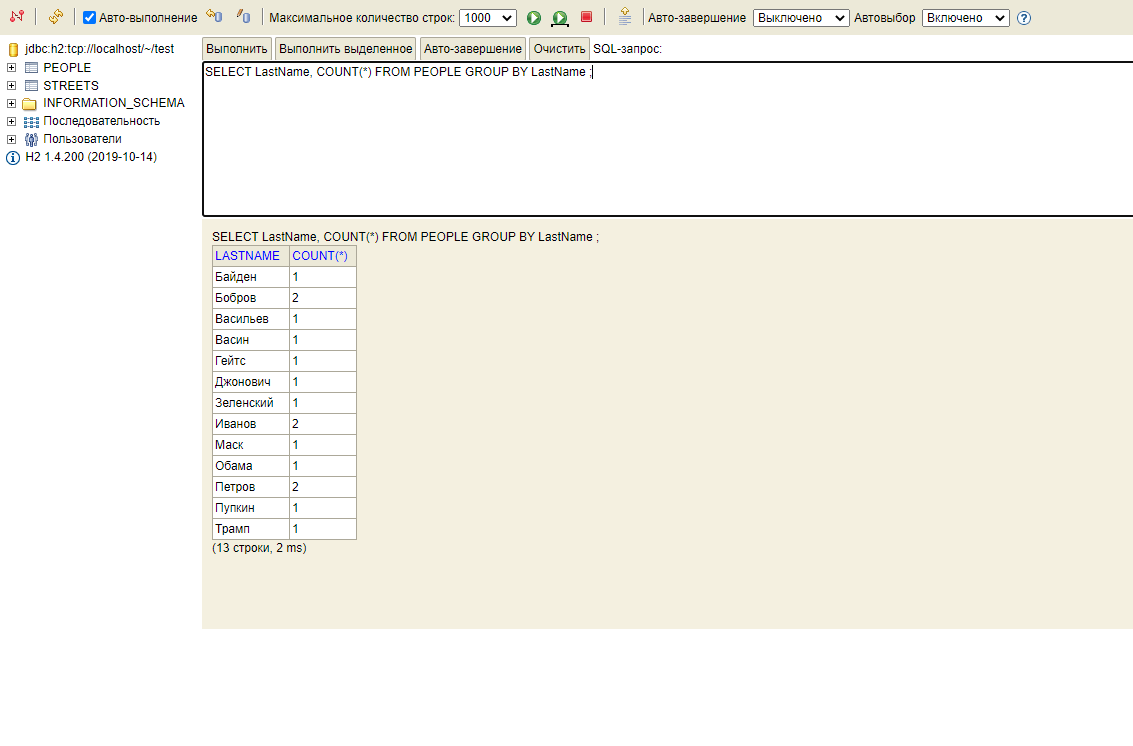 Авто-выполнение Максимальное количество строк: 1000 Авто-завершение Выключено Автовыбор Включено
jdbc:h2:tcp://localhost/~/test
PEOPLE
STREETS
INFORMATION_SCHEMA
Последовательность
Пользователи
H2 1.4.200 (2019-10-14)
Выполнить Выполнить выделенное Авто-завершение Очистить SQL-запрос:
SELECT LastName, COUNT(*) FROM PEOPLE GROUP BY LastName ;
SELECT LastName, COUNT(*) FROM PEOPLE GROUP BY LastName ;
LASTNAME COUNT(*)
Байден 1
Бобров 2
Васильев 1
Васин 1
Гейтс 1
Джонович 1
Зеленский 1
Иванов 2
Маск 1
Обама 1
Петров 2
Пупкин 1
Трамп 1
(13 строки, 2 ms)